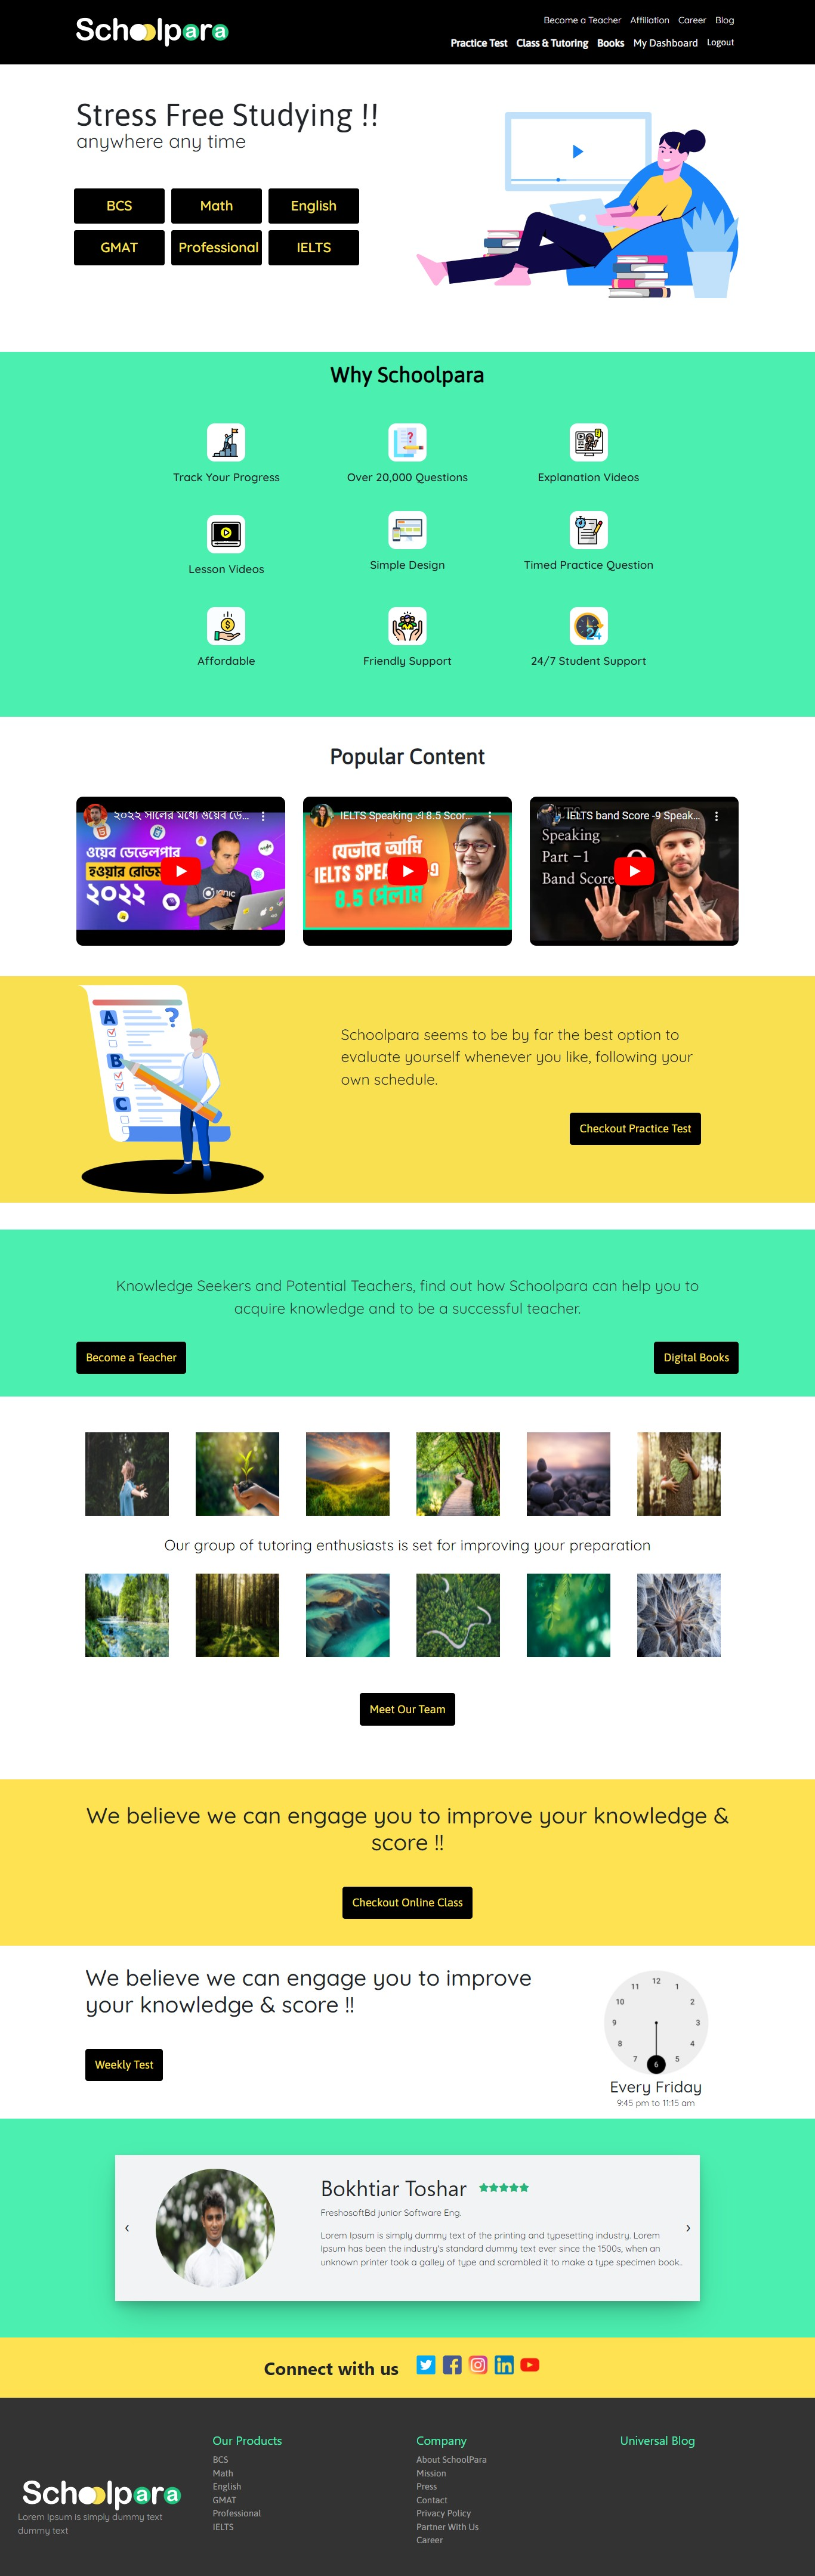 Schoolpara
Become a Teacher Affiliation Career Blog
Practice Test Class & Tutoring Books My Dashboard Logout
Stress Free Studying !!
anywhere any time
BCS Math English
GMAT Professional IELTS
Why Schoolpara
Track Your Progress Over 20,000 Questions Explanation Videos
Lesson Videos Simple Design Timed Practice Question
Affordable Friendly Support 24/7 Student Support
Popular Content
২০২২ সালের মধ্যে ওয়েব ডে...
ওয়েব ডেভেলপার
হওয়ার রোডম
২০২২
IELTS Speaking এ 8.5 Scor...
যেভাবে আমি
IELTS SPE এ
8.5 পেলাম
IELTS band Score -9 Speak...
Speaking
Part -1
Band Score
A
?
B
C
Schoolpara seems to be by far the best option to
evaluate yourself whenever you like, following your
own schedule.
Checkout Practice Test
Knowledge Seekers and Potential Teachers, find out how Schoolpara can help you to
acquire knowledge and to be a successful teacher.
Become a Teacher Digital Books
Our group of tutoring enthusiasts is set for improving your preparation
Meet Our Team
We believe we can engage you to improve your knowledge &
score !!
Checkout Online Class
We believe we can engage you to improve
your knowledge & score !!
Weekly Test
12 1 2 3 4 5 6 7 8 9 10 11
Every Friday
9:45 pm to 11:15 am
Bokhtiar Toshar
FreshosoftBd junior Software Eng.
Lorem Ipsum is simply dummy text of the printing and typesetting industry. Lorem
Ipsum has been the industry's standard dummy text ever since the 1500s, when an
unknown printer took a galley of type and scrambled it to make a type specimen book..
Connect with us
Schoolpara
Lorem Ipsum is simply dummy text
dummy text
Our Products
BCS
Math
English
GMAT
Professional
IELTS
Company
About SchoolPara
Mission
Press
Contact
Privacy Policy
Partner With Us
Career
Universal Blog